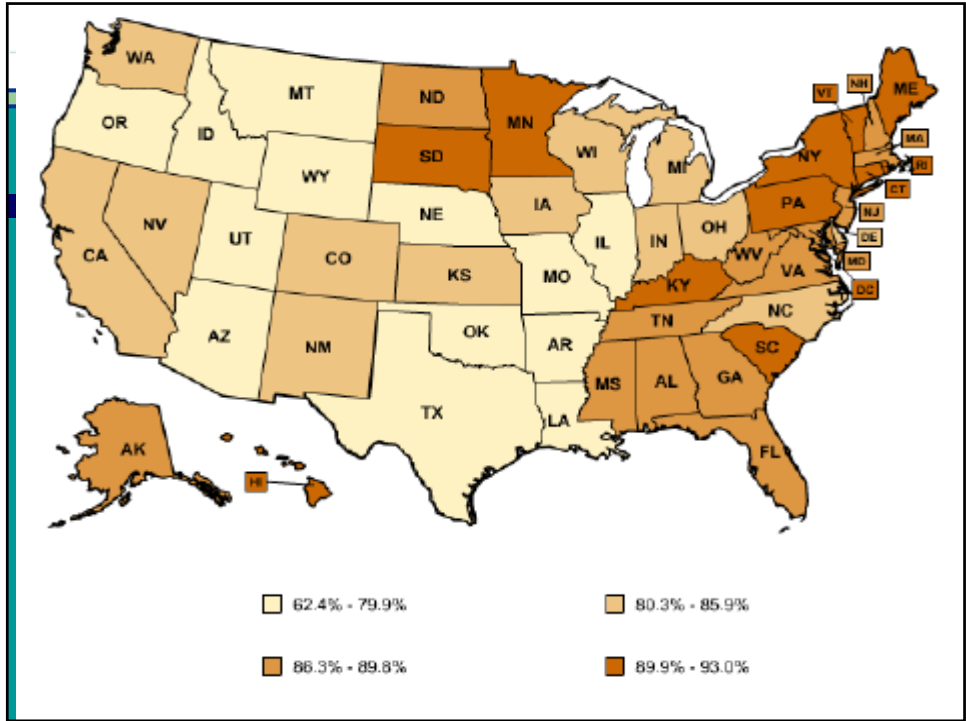 WA
MT
ND
MN
VT
NH
ME
OR
ID
SD
WI
MI
NY
MA
RI
WY
CT
PA
NE
IA
NJ
NV
UT
IL
IN
OH
DE
CA
CO
WV
MD
KS
MO
VA
DC
KY
AZ
NM
OK
AR
TN
NC
SC
MS
AL
GA
TX
LA
AK
FL
HI
62.4% - 79.9%
80.3% - 85.9%
86.3% - 89.8%
89.9% - 93.0%